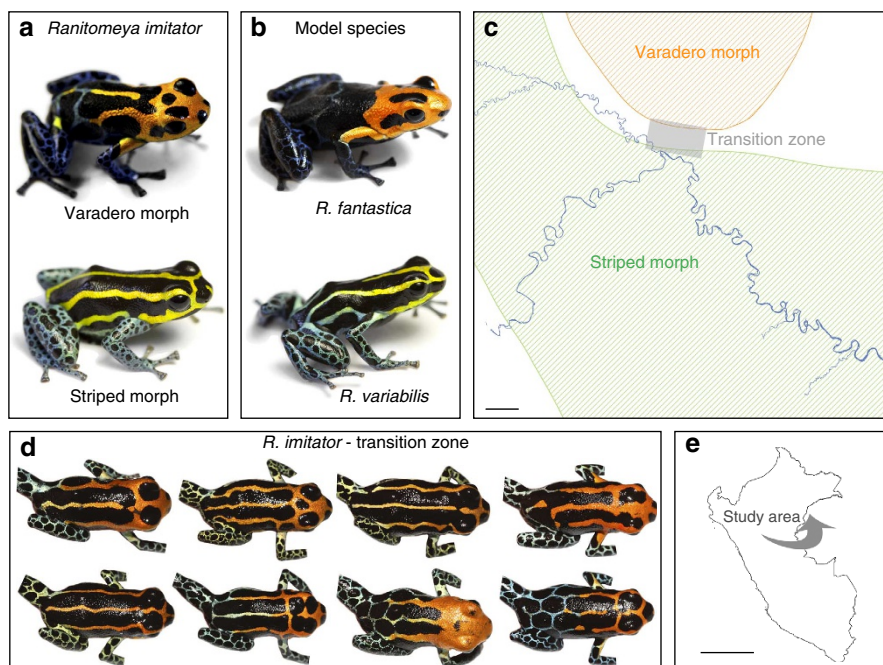 a
Ranitomeya imitator
Varadero morph
Striped morph
b
Model species
R. fantastica
R. variabilis
c
Varadero morph
Transition zone
Striped morph
d
R. imitator - transition zone
e
Study area